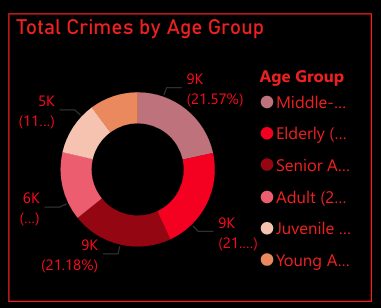 Total Crimes by Age Group
9K
(21.57%)
9K
(21....)
9K
(21.18%)
6K
(...)
5K
(11...)
Age Group
Middle-...
Elderly (...
Senior A...
Adult (2...
Juvenile ...
Young A...